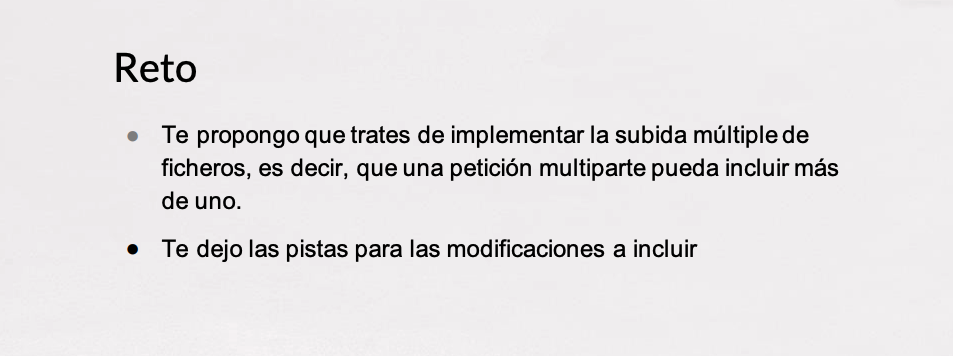 Reto
● Te propongo que trates de implementar la subida múltiple de
ficheros, es decir, que una petición multiparte pueda incluir más
de uno.
● Te dejo las pistas para las modificaciones a incluir